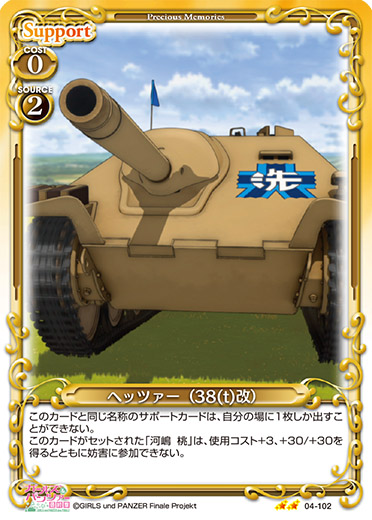 Precious Memories
Support
COST
0
SOURCE
2
洗
ヘッツァー (38(t)改)
このカードと同じ名称のサポートカードは、自分の場に1枚しか出すこ
とができない。
このカードがセットされた「河嶋 桃」は、使用コスト+3、+30/+30を
得るとともに妨害に参加できない。
©GIRLS und PANZER Finale Projekt
04-102